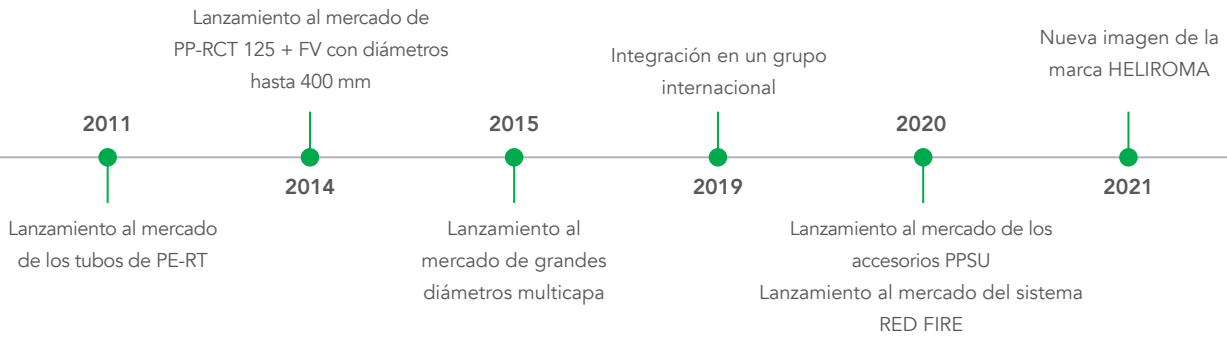 2011
Lanzamiento al mercado
de los tubos de PE-RT
Lanzamiento al mercado de
PP-RCT 125 + FV con diámetros
hasta 400 mm
2014
2015
Lanzamiento al
mercado de grandes
diámetros multicapa
Integración en un grupo
internacional
2019
2020
Lanzamiento al mercado de los
accesorios PPSU
Lanzamiento al mercado del sistema
RED FIRE
Nueva imagen de la
marca HELIROMA
2021